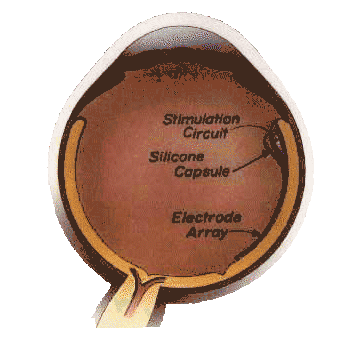 Stimulation
Circuit
Silicone
Capsule
Electrode
Array